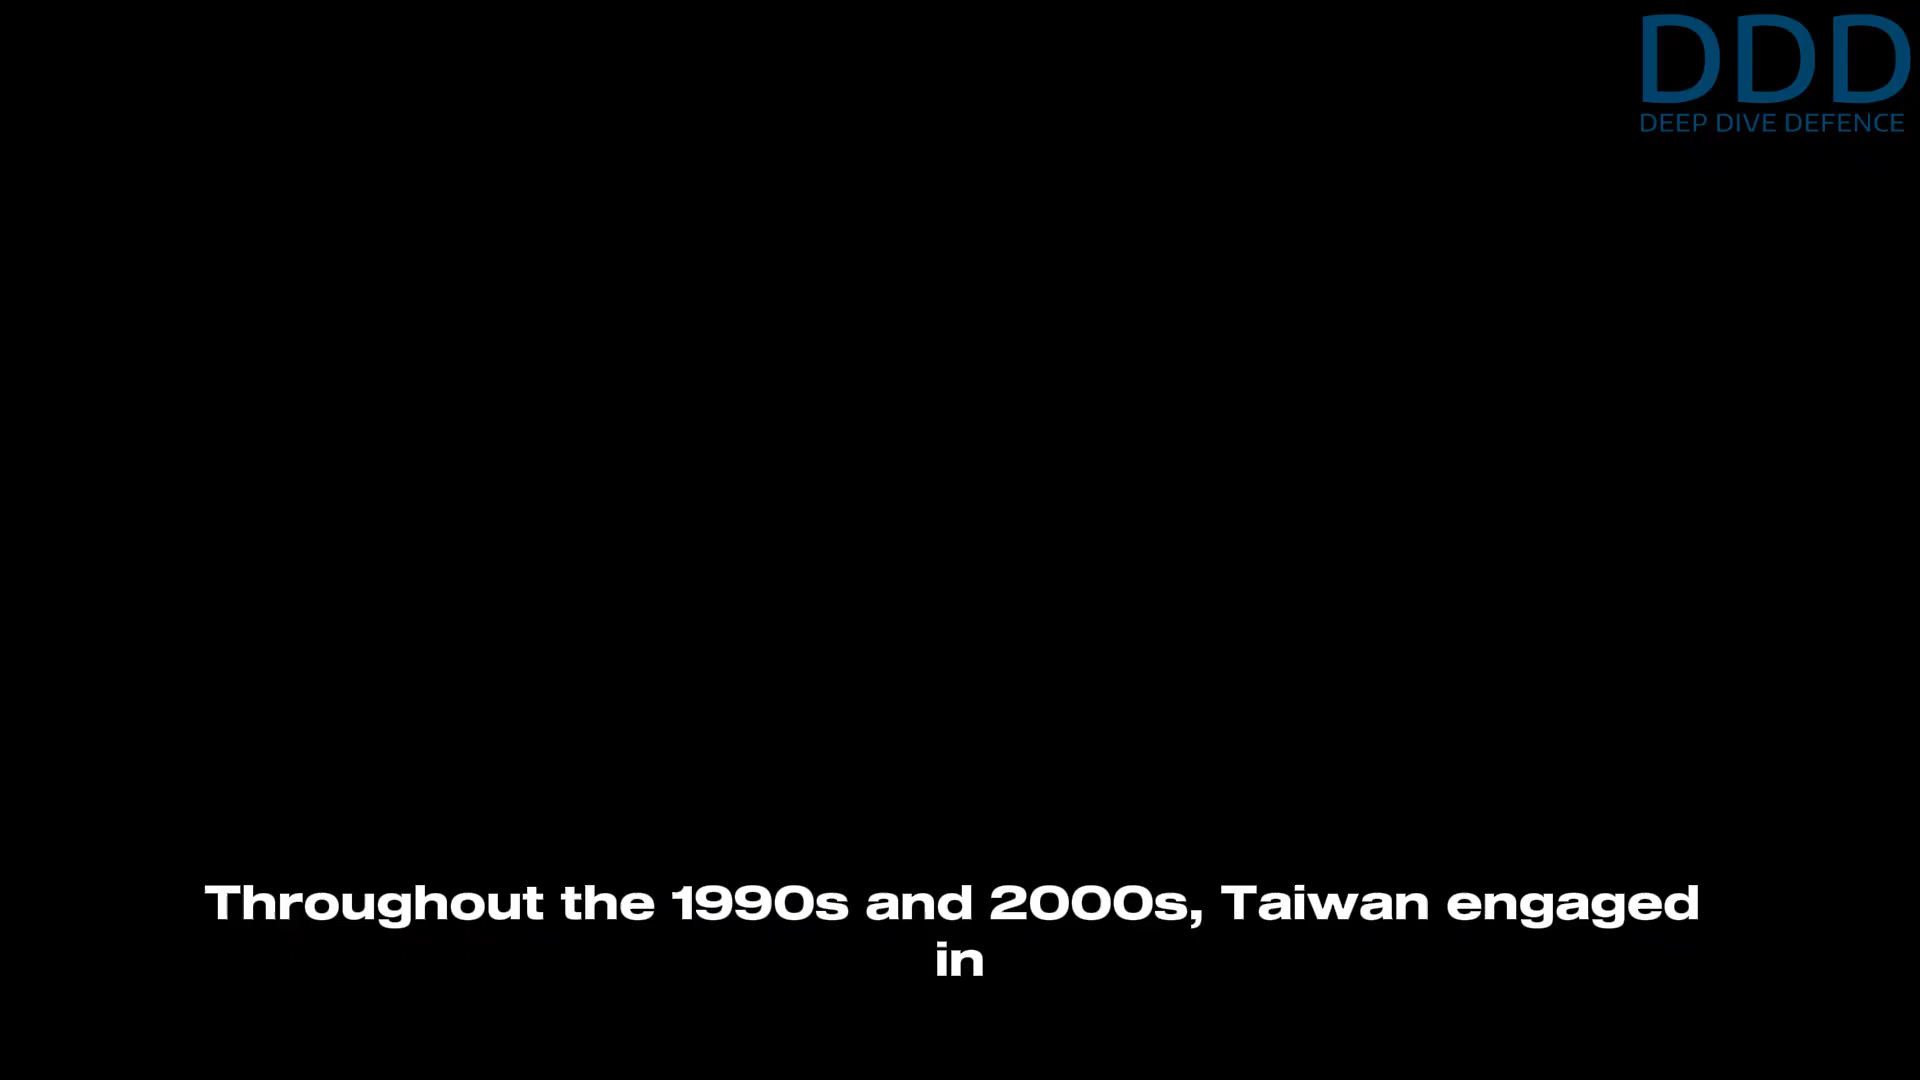 DDD
DEEP DIVE DEFENCE
Throughout the 1990s and 2000s, Taiwan engaged
in